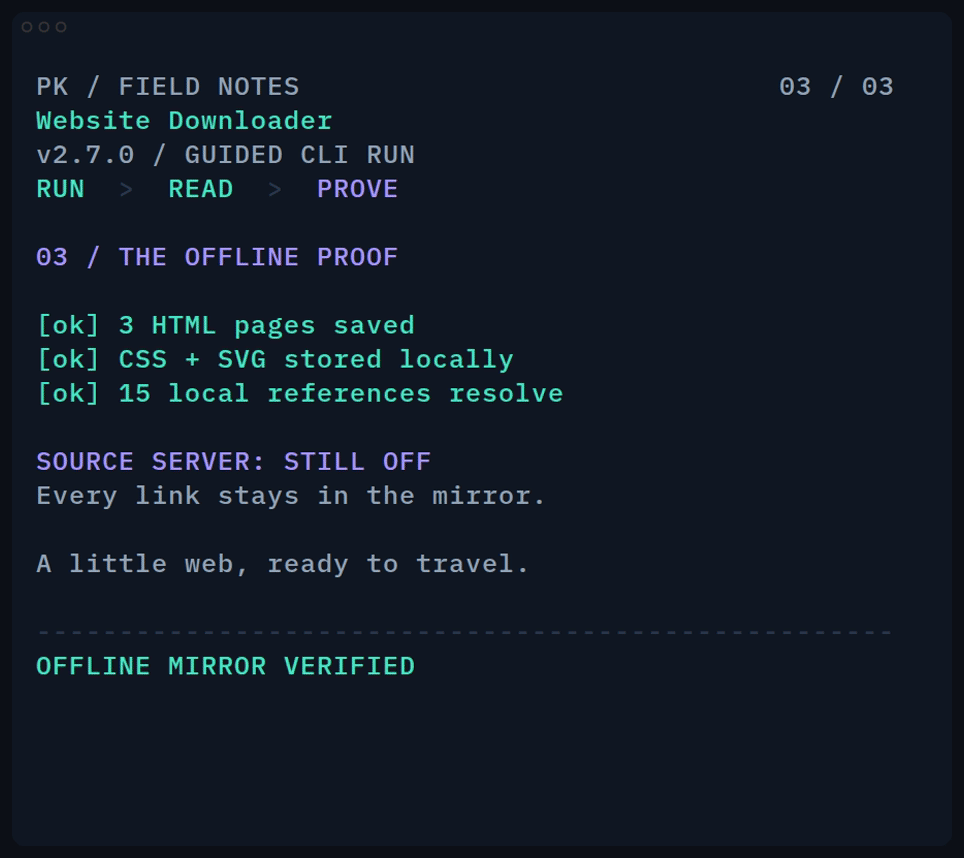 PK / FIELD NOTES 03 / 03
Website Downloader
v2.7.0 / GUIDED CLI RUN
RUN > READ > PROVE
03 / THE OFFLINE PROOF
[ok] 3 HTML pages saved
[ok] CSS + SVG stored locally
[ok] 15 local references resolve
SOURCE SERVER: STILL OFF
Every link stays in the mirror.
A little web, ready to travel.
----------------------------------------------------
OFFLINE MIRROR VERIFIED